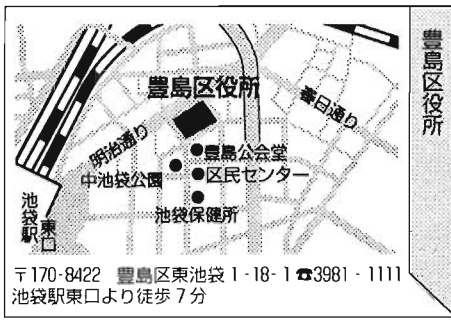 豊島区役所
豊島区役所
春日通り
明治通り
豊島公会堂
中池袋公園
区民センター
池袋保健所
池袋駅
東口
〒170-8422 豊島区東池袋1-18-1☎3981-1111
池袋駅東口より徒歩7分